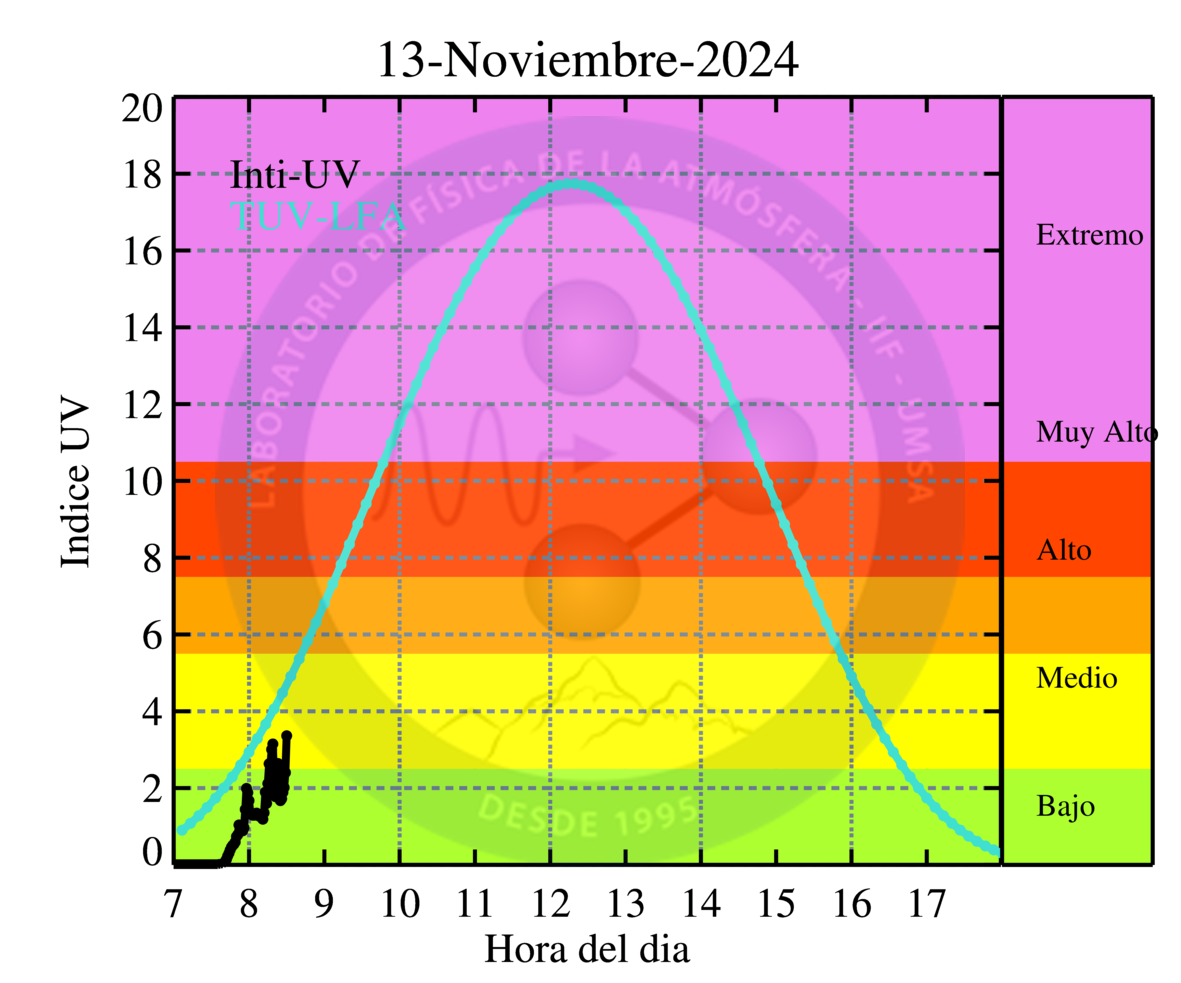 13-Noviembre-2024
20
18
16
14
12
10
8
6
4
2
0
Indice UV
Inti-UV
TUV-LFA
LABORATORIO DE FÍSICA DE LA ATMÓSFERA - IIF - UMSA
DESDE 1995
Extremo
Muy Alto
Alto
Medio
Bajo
7 8 9 10 11 12 13 14 15 16 17
Hora del dia